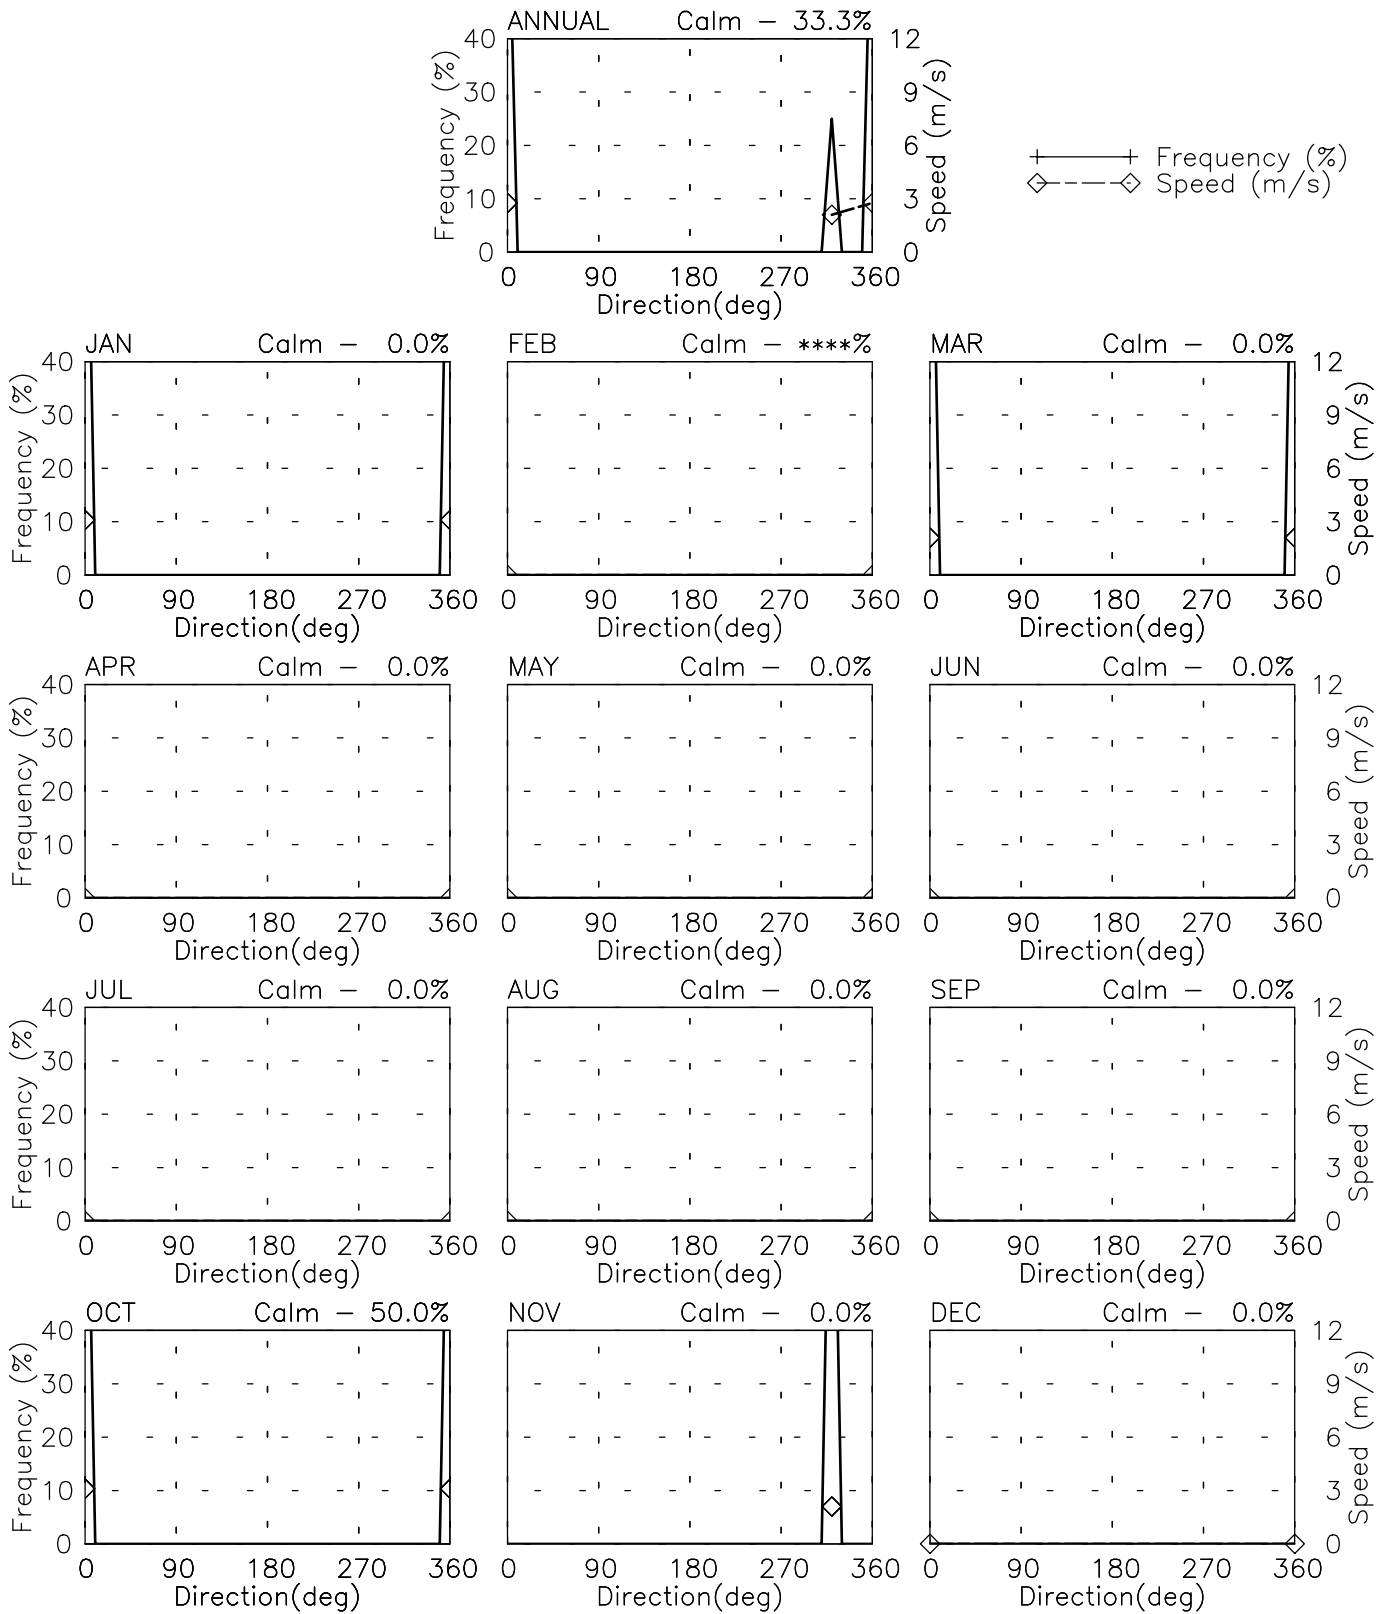 ANNUAL Calm - 33.3%
40 12
30 9
20 6
10 3
0 0
Frequency (%)
Speed (m/s)
0 90 180 270 360
Direction(deg)
Frequency (%)
Speed (m/s)
JAN Calm - 0.0%
FEB Calm - ****%
MAR Calm - 0.0%
40 12
30 9
20 6
10 3
0 0
Frequency (%)
Speed (m/s)
0 90 180 270 360 0 90 180 270 360 0 90 180 270 360
Direction(deg) Direction(deg) Direction(deg)
APR Calm - 0.0%
MAY Calm - 0.0%
JUN Calm - 0.0%
40 12
30 9
20 6
10 3
0 0
Frequency (%)
Speed (m/s)
0 90 180 270 360 0 90 180 270 360 0 90 180 270 360
Direction(deg) Direction(deg) Direction(deg)
JUL Calm - 0.0%
AUG Calm - 0.0%
SEP Calm - 0.0%
40 12
30 9
20 6
10 3
0 0
Frequency (%)
Speed (m/s)
0 90 180 270 360 0 90 180 270 360 0 90 180 270 360
Direction(deg) Direction(deg) Direction(deg)
OCT Calm - 50.0%
NOV Calm - 0.0%
DEC Calm - 0.0%
40 12
30 9
20 6
10 3
0 0
Frequency (%)
Speed (m/s)
0 90 180 270 360 0 90 180 270 360 0 90 180 270 360
Direction(deg) Direction(deg) Direction(deg)